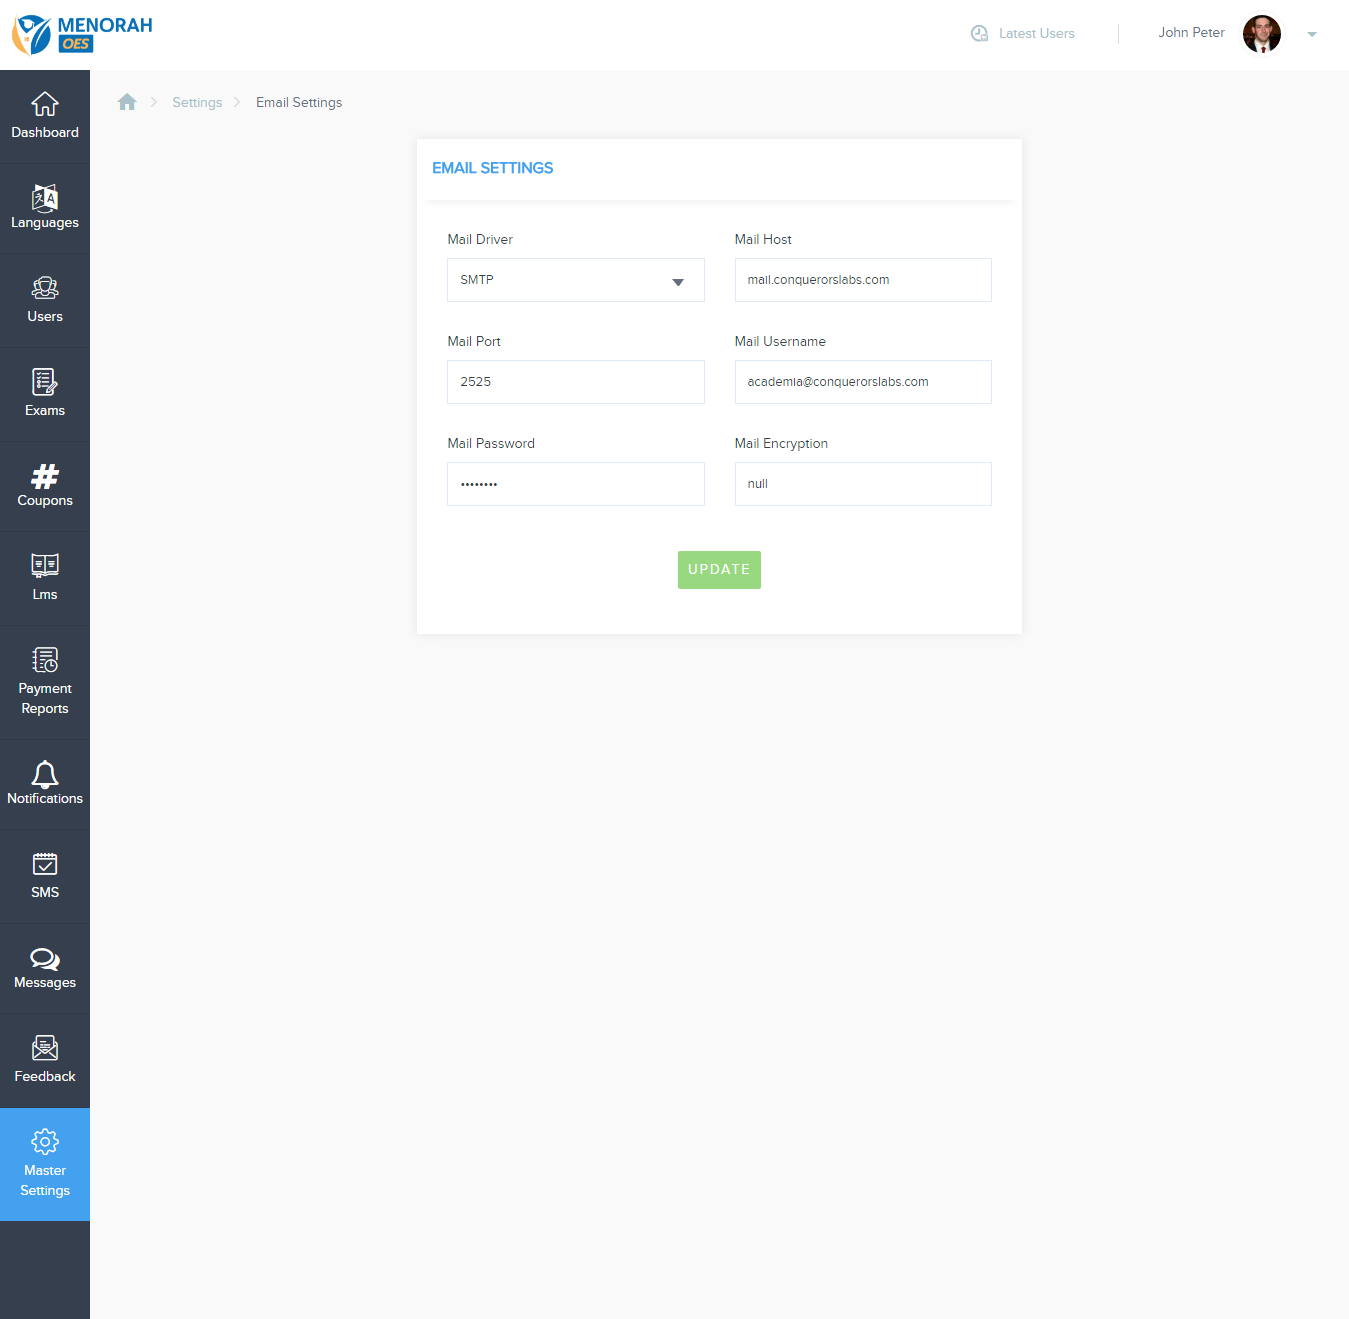 MENORAH
OES
Latest Users
John Peter
Settings
Email Settings
Dashboard
Languages
Users
Exams
Coupons
Lms
Payment
Reports
Notifications
SMS
Messages
Feedback
Master
Settings
EMAIL SETTINGS
Mail Driver
Mail Host
SMTP
mail.conquerorslabs.com
Mail Port
Mail Username
2525
academia@conquerorslabs.com
Mail Password
Mail Encryption
••••••••
null
UPDATE